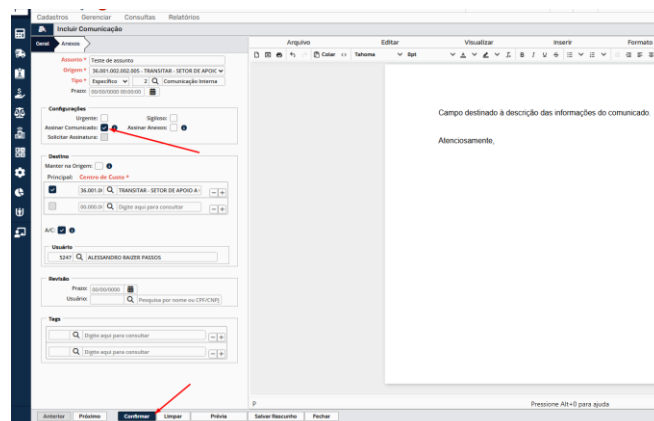 Cadastros Gerenciar Consultas Relatórios
Incluir Comunicação
Geral Anexos
Assunto * Teste de assunto
Origem * 36.001.002.002.005 - TRANSITAR - SETOR DE APOIC
Tipo * Específico 2 Comunicação Interna
Prazo: 00/00/0000 00:00:00
Configurações
Urgente: Sigiloso:
Assinar Comunicado: Assinar Anexos:
Solicitar Assinatura:
Destino
Manter na Origem:
Principal: Centro de Custo *
36.001.0 TRANSITAR - SETOR DE APOIO A
00.000.0 Digite aqui para consultar
A/C:
Usuário
5247 ALESSANDRO RAIZER PASSOS
Revisão
Prazo: 00/00/0000
Usuário: Pesquisa por nome ou CPF/CNPJ
Tags
Digite aqui para consultar
Digite aqui para consultar
Anterior Próximo Confirmar Limpar Prévia Salvar Rascunho Fechar
Arquivo Editar Visualizar Inserir Formato
Colar Tahoma 8pt B I U S
Campo destinado à descrição das informações do comunicado.
Atenciosamente,
P Pressione Alt+0 para ajuda